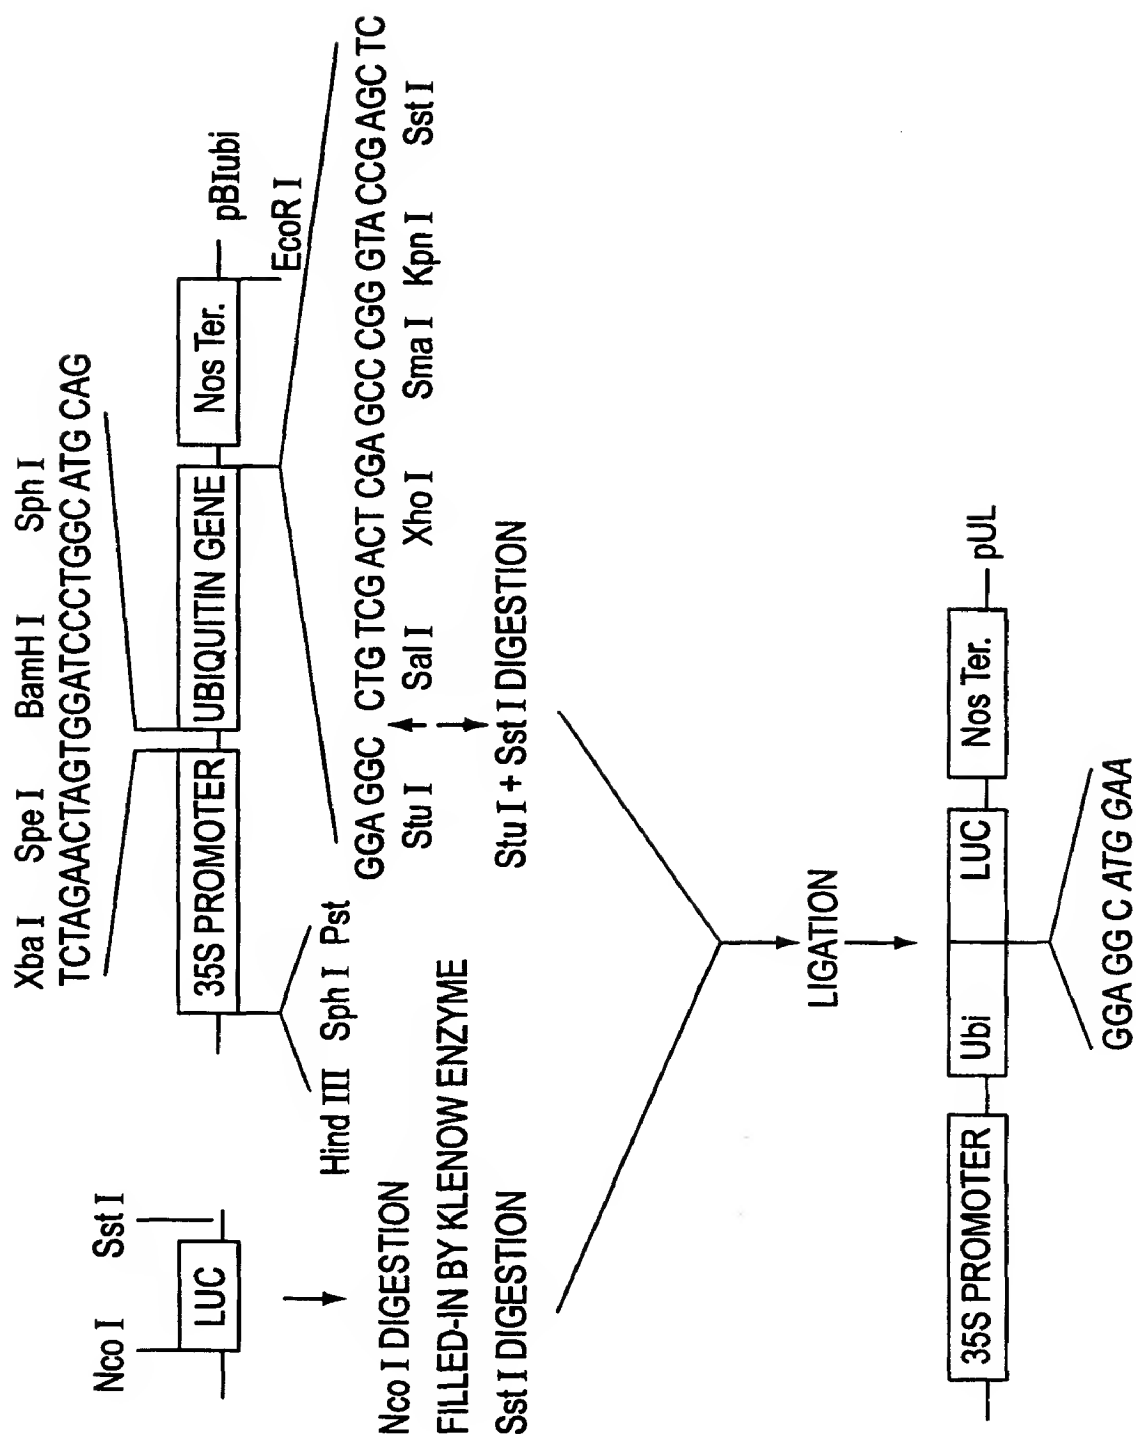 Xba I Spe I BamH I Sph I
TCTAGAACTAGTGGATCCCTGGC ATG CAG
Nco I Sst I
LUC
35S PROMOTER
UBIQUITIN GENE
Nos Ter.
pBIubi
EcoR I
Hind III Sph I Pst
GGA GGC CTG TCG ACT CGA GCC CGG GTA CCG AGC TC
Stu I Sal I Xho I Sma I Kpn I Sst I
Nco I DIGESTION
FILLED-IN BY KLENOW ENZYME
Sst I DIGESTION
Stu I + Sst I DIGESTION
LIGATION
35S PROMOTER
Ubi
LUC
Nos Ter.
pUL
GGA GG C ATG GAA